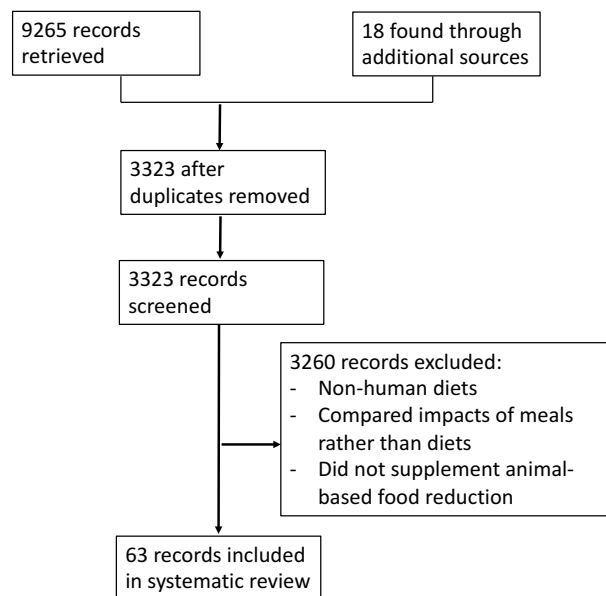 9265 records
retrieved
18 found through
additional sources
3323 after
duplicates removed
3323 records
screened
3260 records excluded:
- Non-human diets
- Compared impacts of meals
rather than diets
- Did not supplement animal-
based food reduction
63 records included
in systematic review